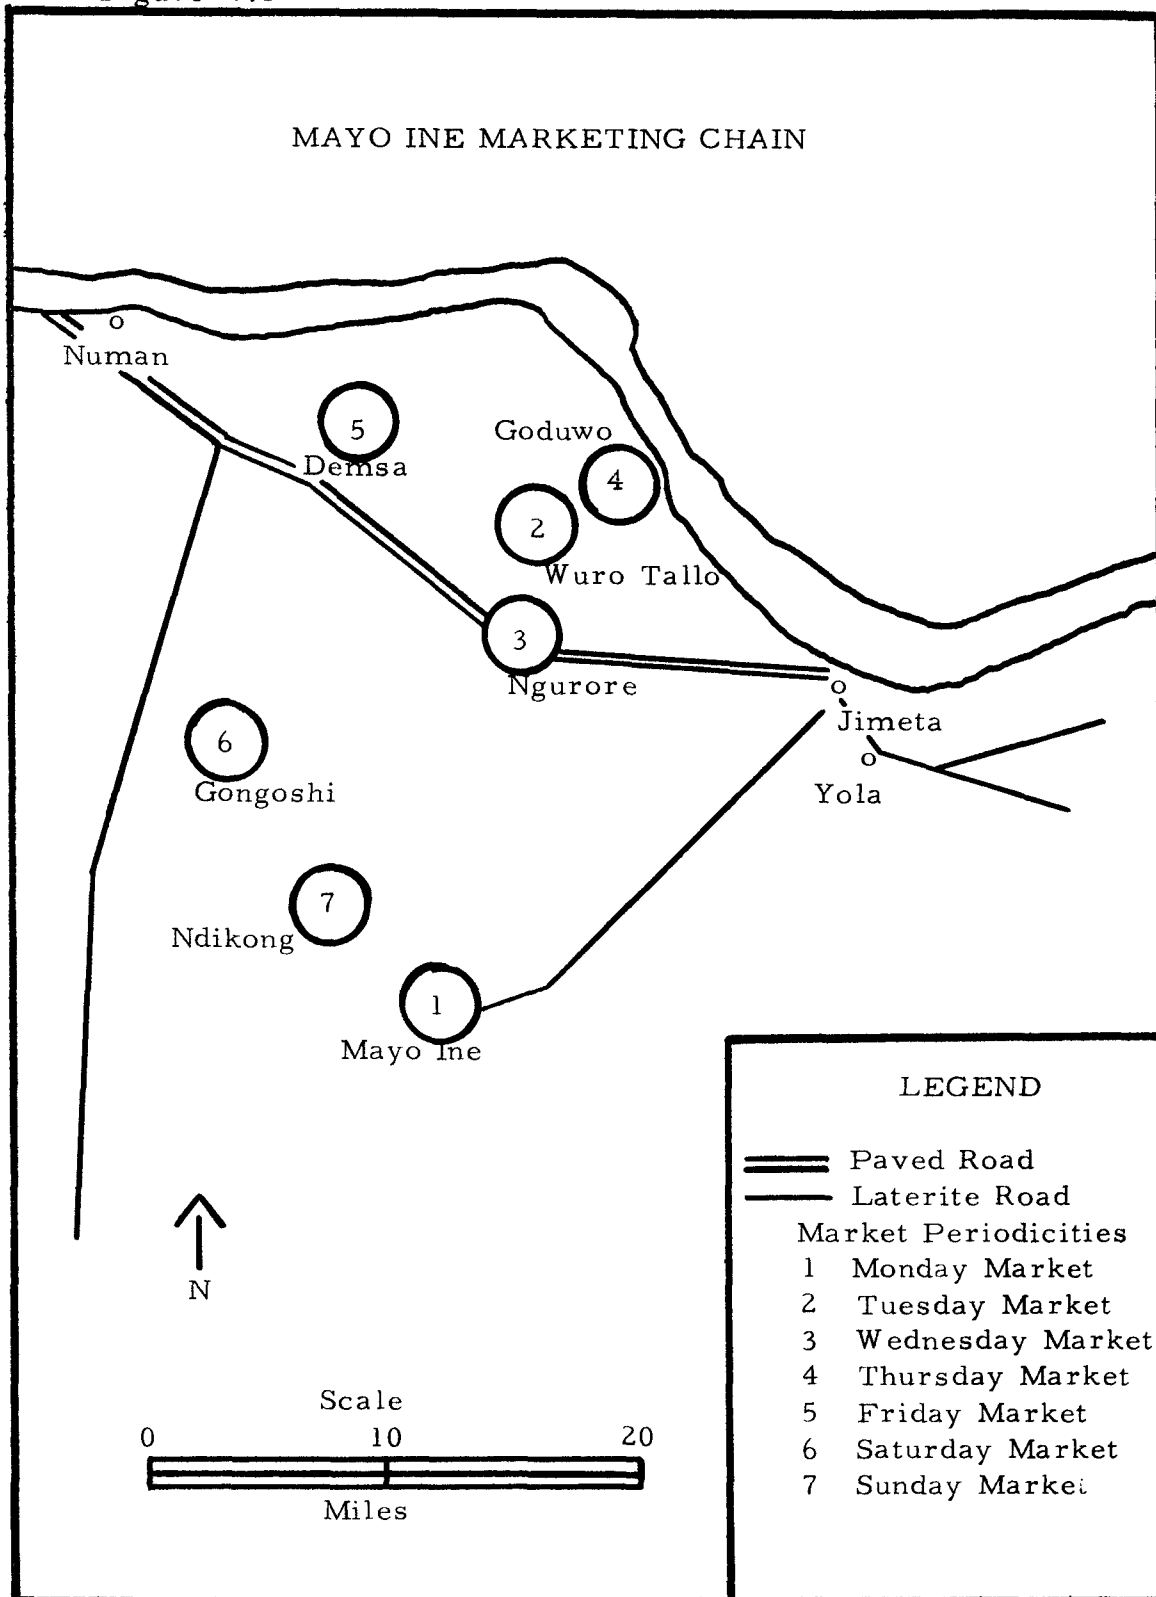 MAYO INE MARKETING CHAIN
o
Numan
5
Demsa
Goduwo
4
2
Wuro Tallo
3
Ngurore
o
Jimeta
o
Yola
6
Gongoshi
7
Ndikong
1
Mayo Ine
N
Scale
0 10 20
Miles
LEGEND
Paved Road
Laterite Road
Market Periodicities
1 Monday Market
2 Tuesday Market
3 Wednesday Market
4 Thursday Market
5 Friday Market
6 Saturday Market
7 Sunday Market